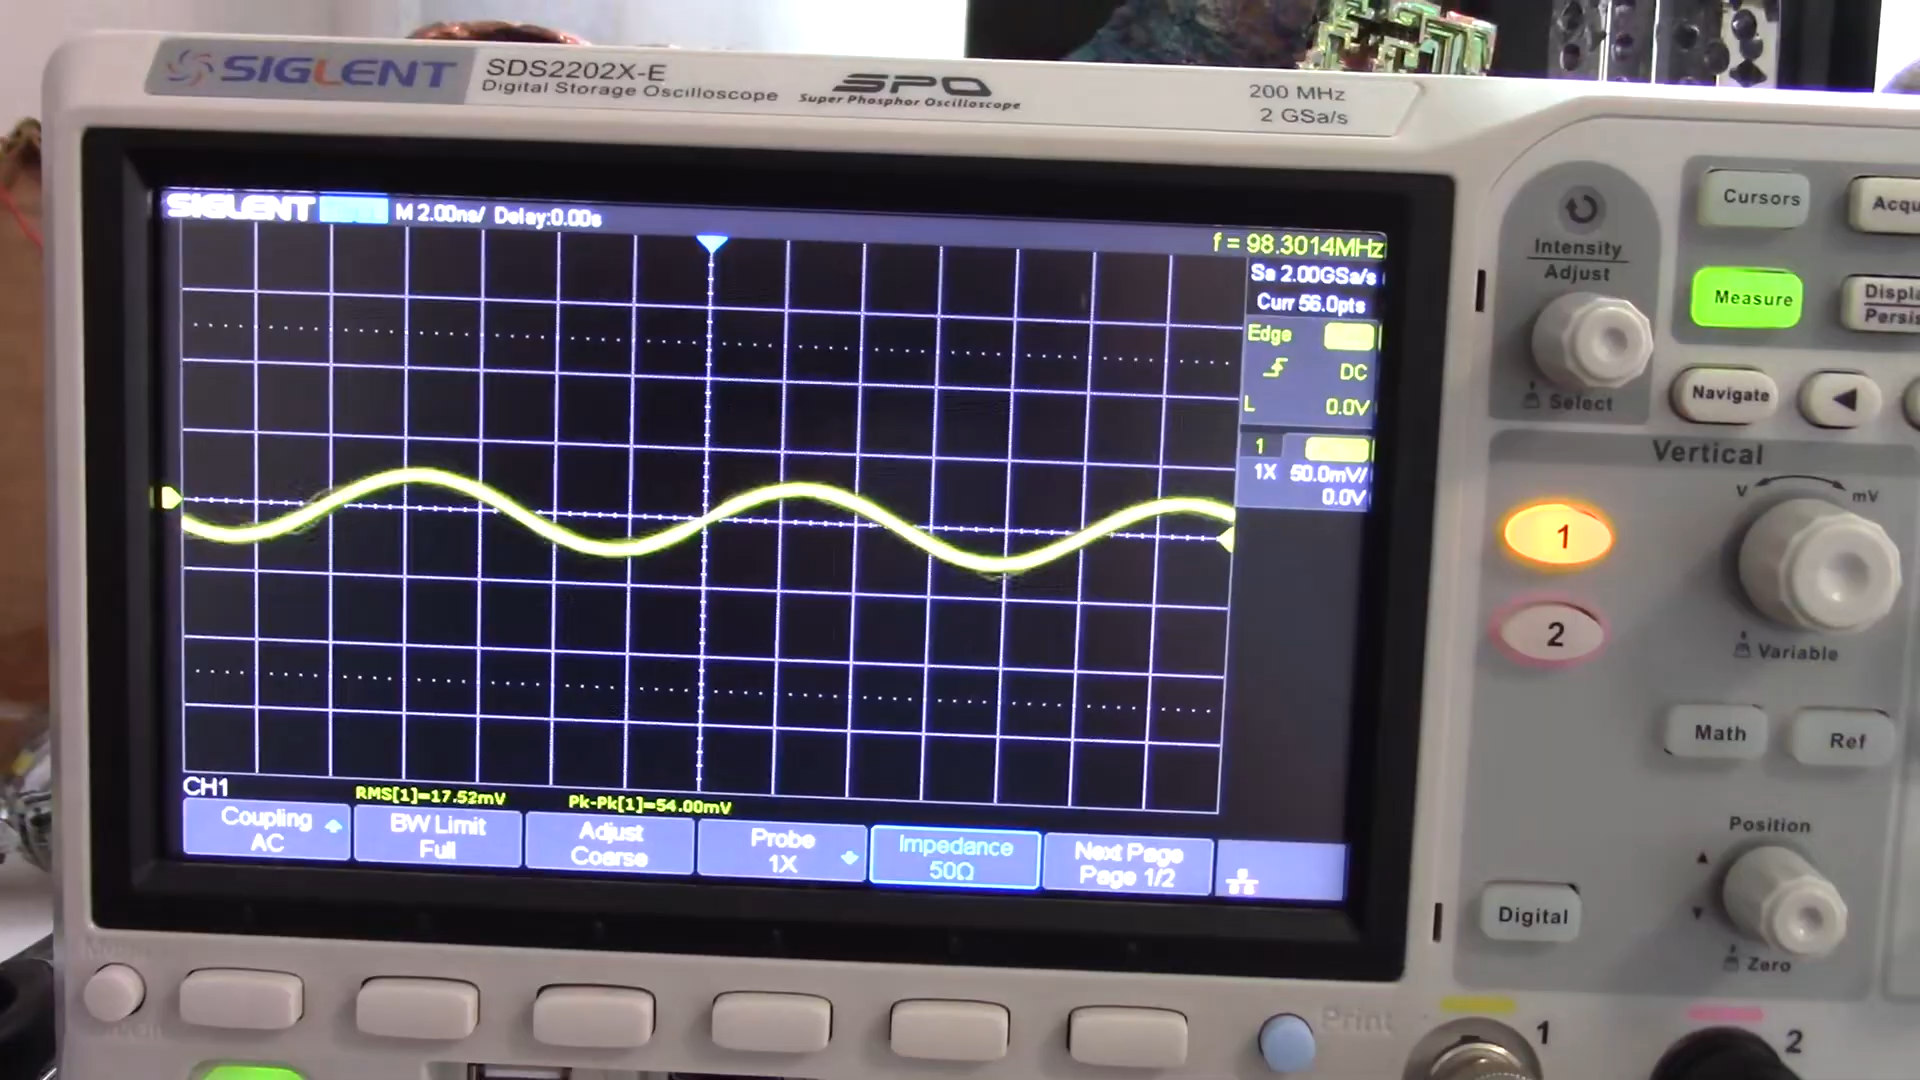 SIGLENT SDS2202X-E
Digital Storage Oscilloscope
SPO
Super Phosphor Oscilloscope
200 MHz
2 GSa/s
SIGLENT M 2.00ns/ Delay:0.00s
f = 98.3014MHz
Sa 2.00GSa/s
Curr 56.0pts
Edge
DC
L 0.0V
1
1X 50.0mV/
0.0V
CH1
RMS[1]=17.52mV Pk-Pk[1]=54.00mV
Coupling
AC
BW Limit
Full
Adjust
Coarse
Probe
1X
Impedance
50Ω
Next Page
Page 1/2
Intensity
Adjust
Select
Cursors
Acqu
Measure
Displa
Persis
Navigate
Vertical
V mV
1
2
Variable
Math
Ref
Position
Digital
Zero
Print
1
2